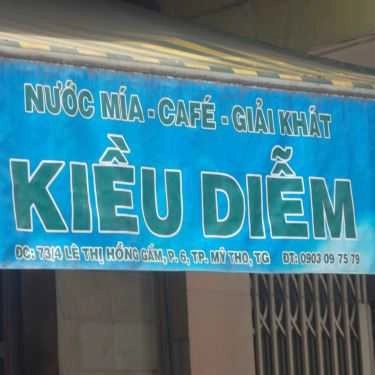 NƯỚC MÍA - CAFÉ - GIẢI KHÁT
KIỀU DIỄM
ĐC: 73/4 LÊ THỊ HỒNG GẤM, P. 6, TP. MỸ THO, TG ĐT: 0903 09 75 79